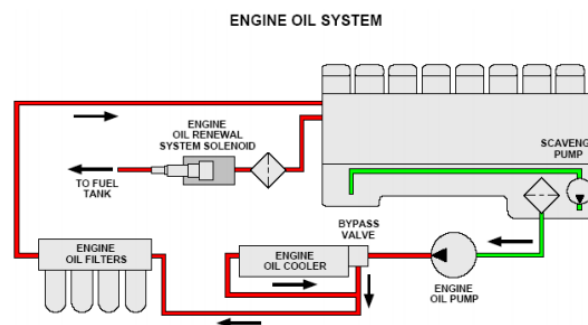 ENGINE OIL SYSTEM
ENGINE
OIL RENEWAL
SYSTEM SOLENOID
SCAVENG
PUMP
TO FUEL
TANK
BYPASS
VALVE
ENGINE
OIL FILTERS
ENGINE
OIL COOLER
ENGINE
OIL PUMP